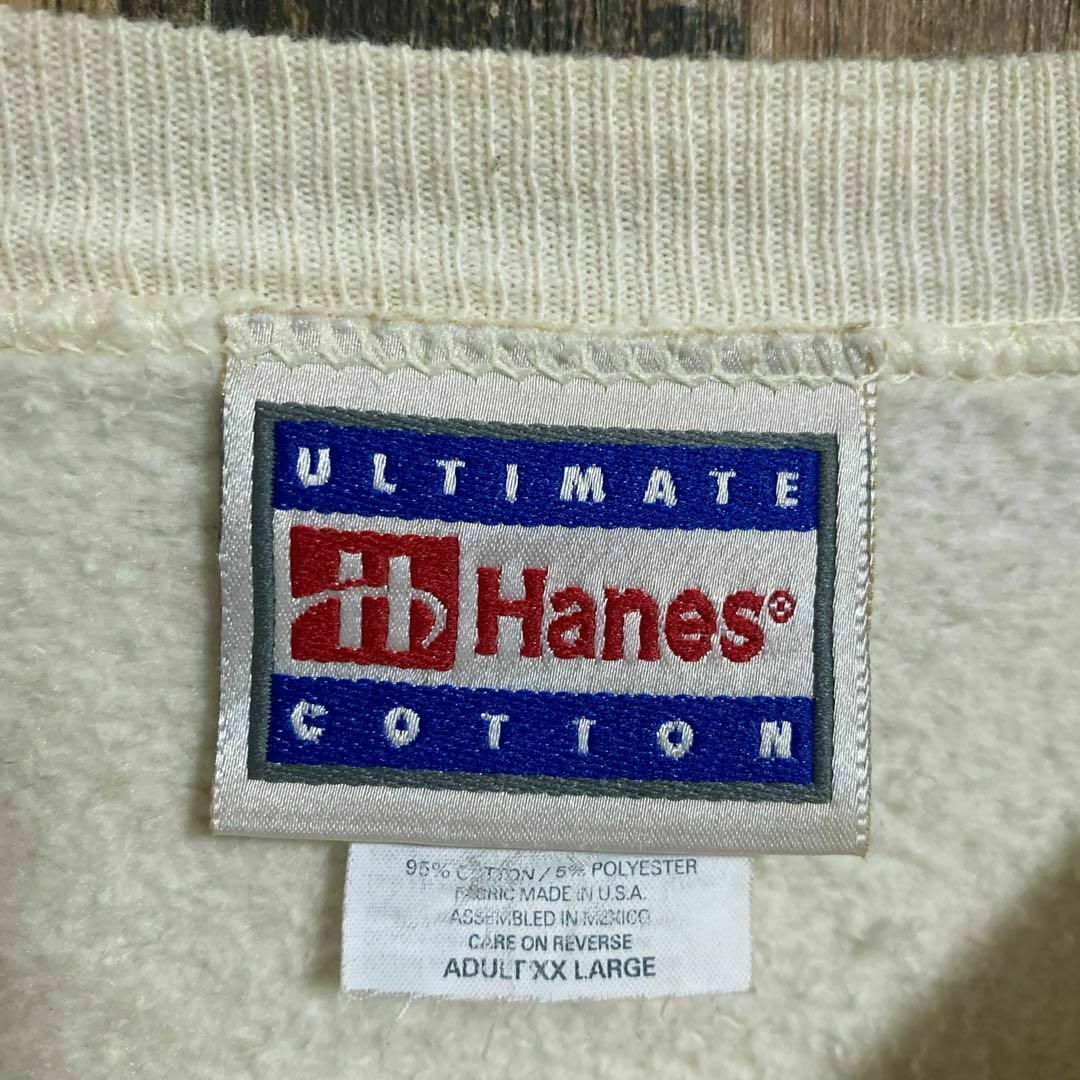 ULTIMATE
H Hanes®
COTTON
95% COTTON / 5% POLYESTER
FABRIC MADE IN U.S.A.
ASSEMBLED IN MEXICO
CARE ON REVERSE
ADULT XX LARGE